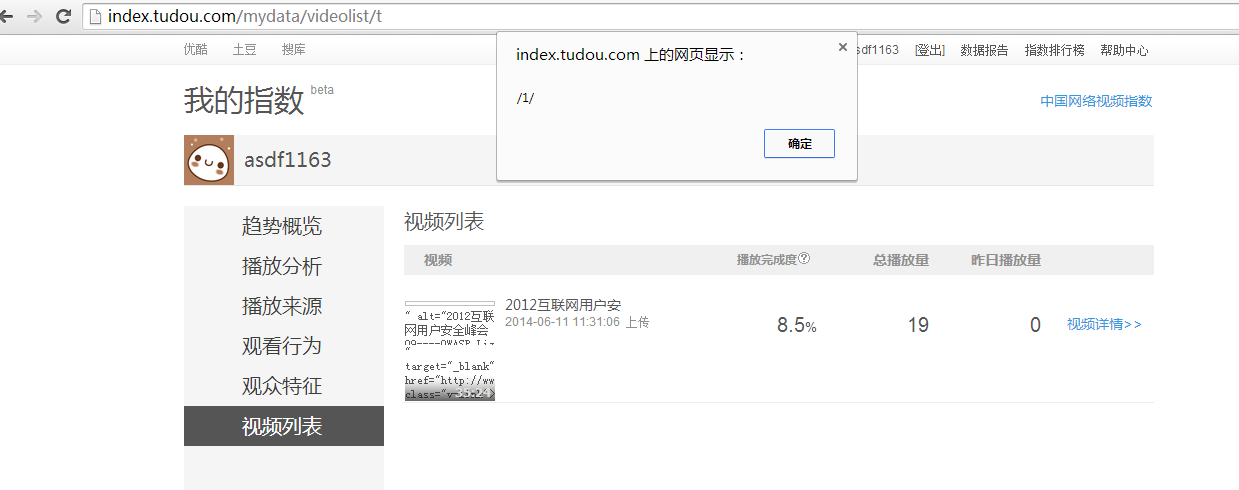 index.tudou.com/mydata/videolist/t
优酷 土豆 搜库
sdf1163 [登出] 数据报告 指数排行榜 帮助中心
index.tudou.com 上的网页显示：
×
/1/
确定
我的指数 beta
中国网络视频指数
asdf1163
趋势概览
播放分析
播放来源
观看行为
观众特征
视频列表
视频列表
视频 播放完成度? 总播放量 昨日播放量
" alt="2012互联
网用户安全峰会
"
target="_blank"
href="http://ww
35:24
2012互联网用户安
2014-06-11 11:31:06 上传
8.5% 19 0 视频详情>>